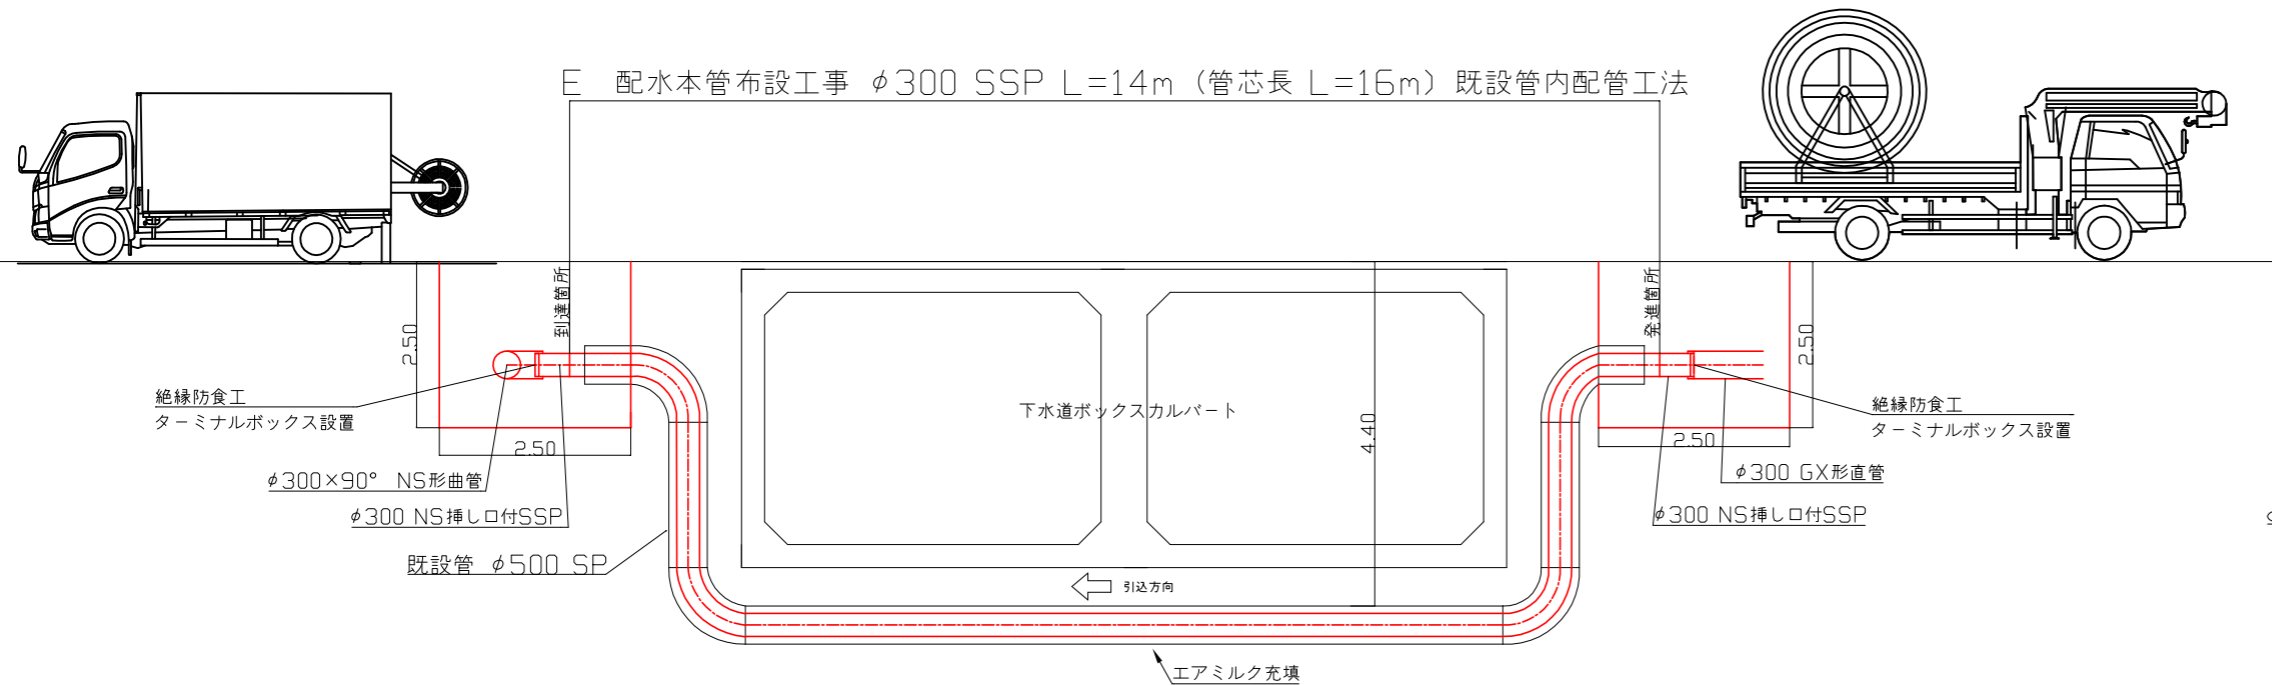 E 配水本管布設工事 φ300 SSP L=14m (管芯長 L=16m) 既設管内配管工法
到達箇所
発進箇所
2.50
2.50
絶縁防食工
ターミナルボックス設置
2.50
φ300×90° NS形曲管
φ300 NS挿し口付SSP
既設管 φ500 SP
下水道ボックスカルバート
4.40
引込方向
エアミルク充填
絶縁防食工
ターミナルボックス設置
2.50
φ300 GX形直管
φ300 NS挿し口付SSP